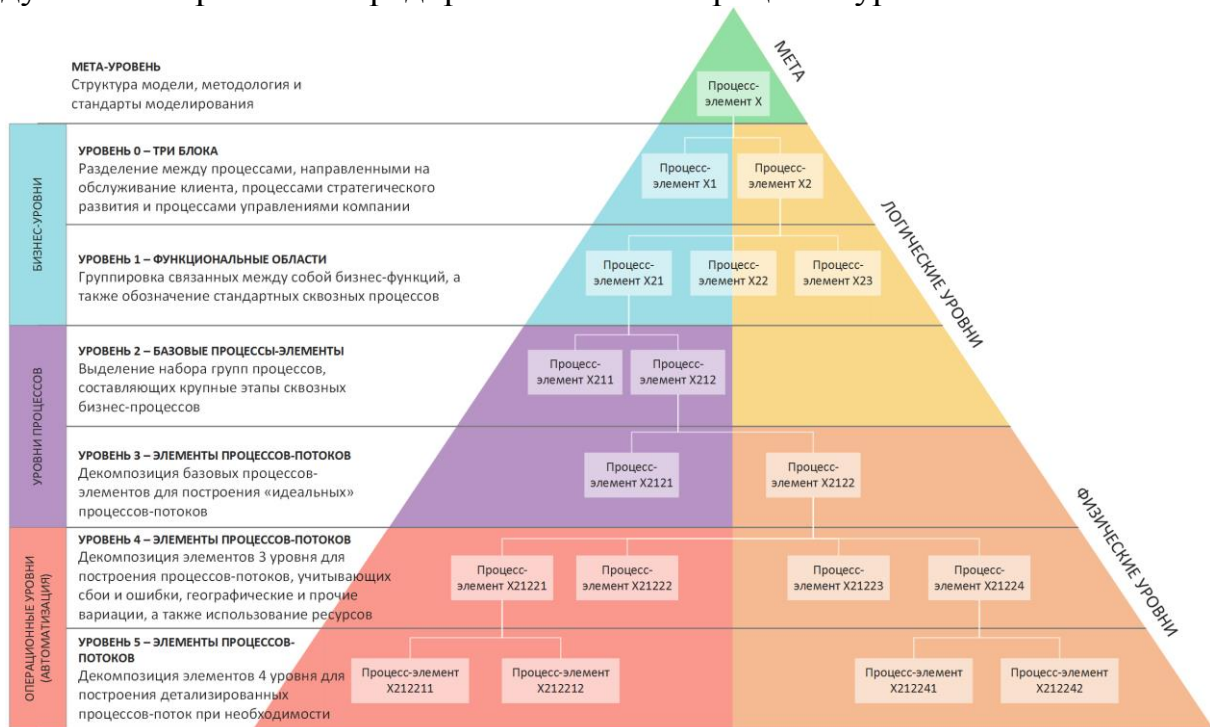 МЕТА-УРОВЕНЬ
Структура модели, методология и
стандарты моделирования
МЕТА
Процесс-
элемент X
БИЗНЕС-УРОВНИ
УРОВЕНЬ 0 – ТРИ БЛОКА
Разделение между процессами, направленными на
обслуживание клиента, процессами стратегического
развития и процессами управлениями компании
Процесс-
элемент X1
Процесс-
элемент X2
ЛОГИЧЕСКИЕ УРОВНИ
УРОВЕНЬ 1 – ФУНКЦИОНАЛЬНЫЕ ОБЛАСТИ
Группировка связанных между собой бизнес-функций, а
также обозначение стандартных сквозных процессов
Процесс-
элемент X21
Процесс-
элемент X22
Процесс-
элемент X23
УРОВНИ ПРОЦЕССОВ
УРОВЕНЬ 2 – БАЗОВЫЕ ПРОЦЕССЫ-ЭЛЕМЕНТЫ
Выделение набора групп процессов,
составляющих крупные этапы сквозных
бизнес-процессов
Процесс-
элемент X211
Процесс-
элемент X212
УРОВЕНЬ 3 – ЭЛЕМЕНТЫ ПРОЦЕССОВ-ПОТОКОВ
Декомпозиция базовых процессов-
элементов для построения «идеальных»
процессов-потоков
Процесс-
элемент X2121
Процесс-
элемент X2122
ФИЗИЧЕСКИЕ УРОВНИ
ОПЕРАЦИОННЫЕ УРОВНИ
(АВТОМАТИЗАЦИЯ)
УРОВЕНЬ 4 – ЭЛЕМЕНТЫ ПРОЦЕССОВ-ПОТОКОВ
Декомпозиция элементов 3 уровня для
построения процессов-потоков, учитывающих
сбои и ошибки, географические и прочие
вариации, а также использование ресурсов
Процесс-
элемент X21221
Процесс-
элемент X21222
Процесс-
элемент X21223
Процесс-
элемент X21224
УРОВЕНЬ 5 – ЭЛЕМЕНТЫ ПРОЦЕССОВ-
ПОТОКОВ
Декомпозиция элементов 4 уровня для
построения детализированных
процессов-поток при необходимости
Процесс-элемент
X212211
Процесс-элемент
X212212
Процесс-элемент
X212241
Процесс-элемент
X212242